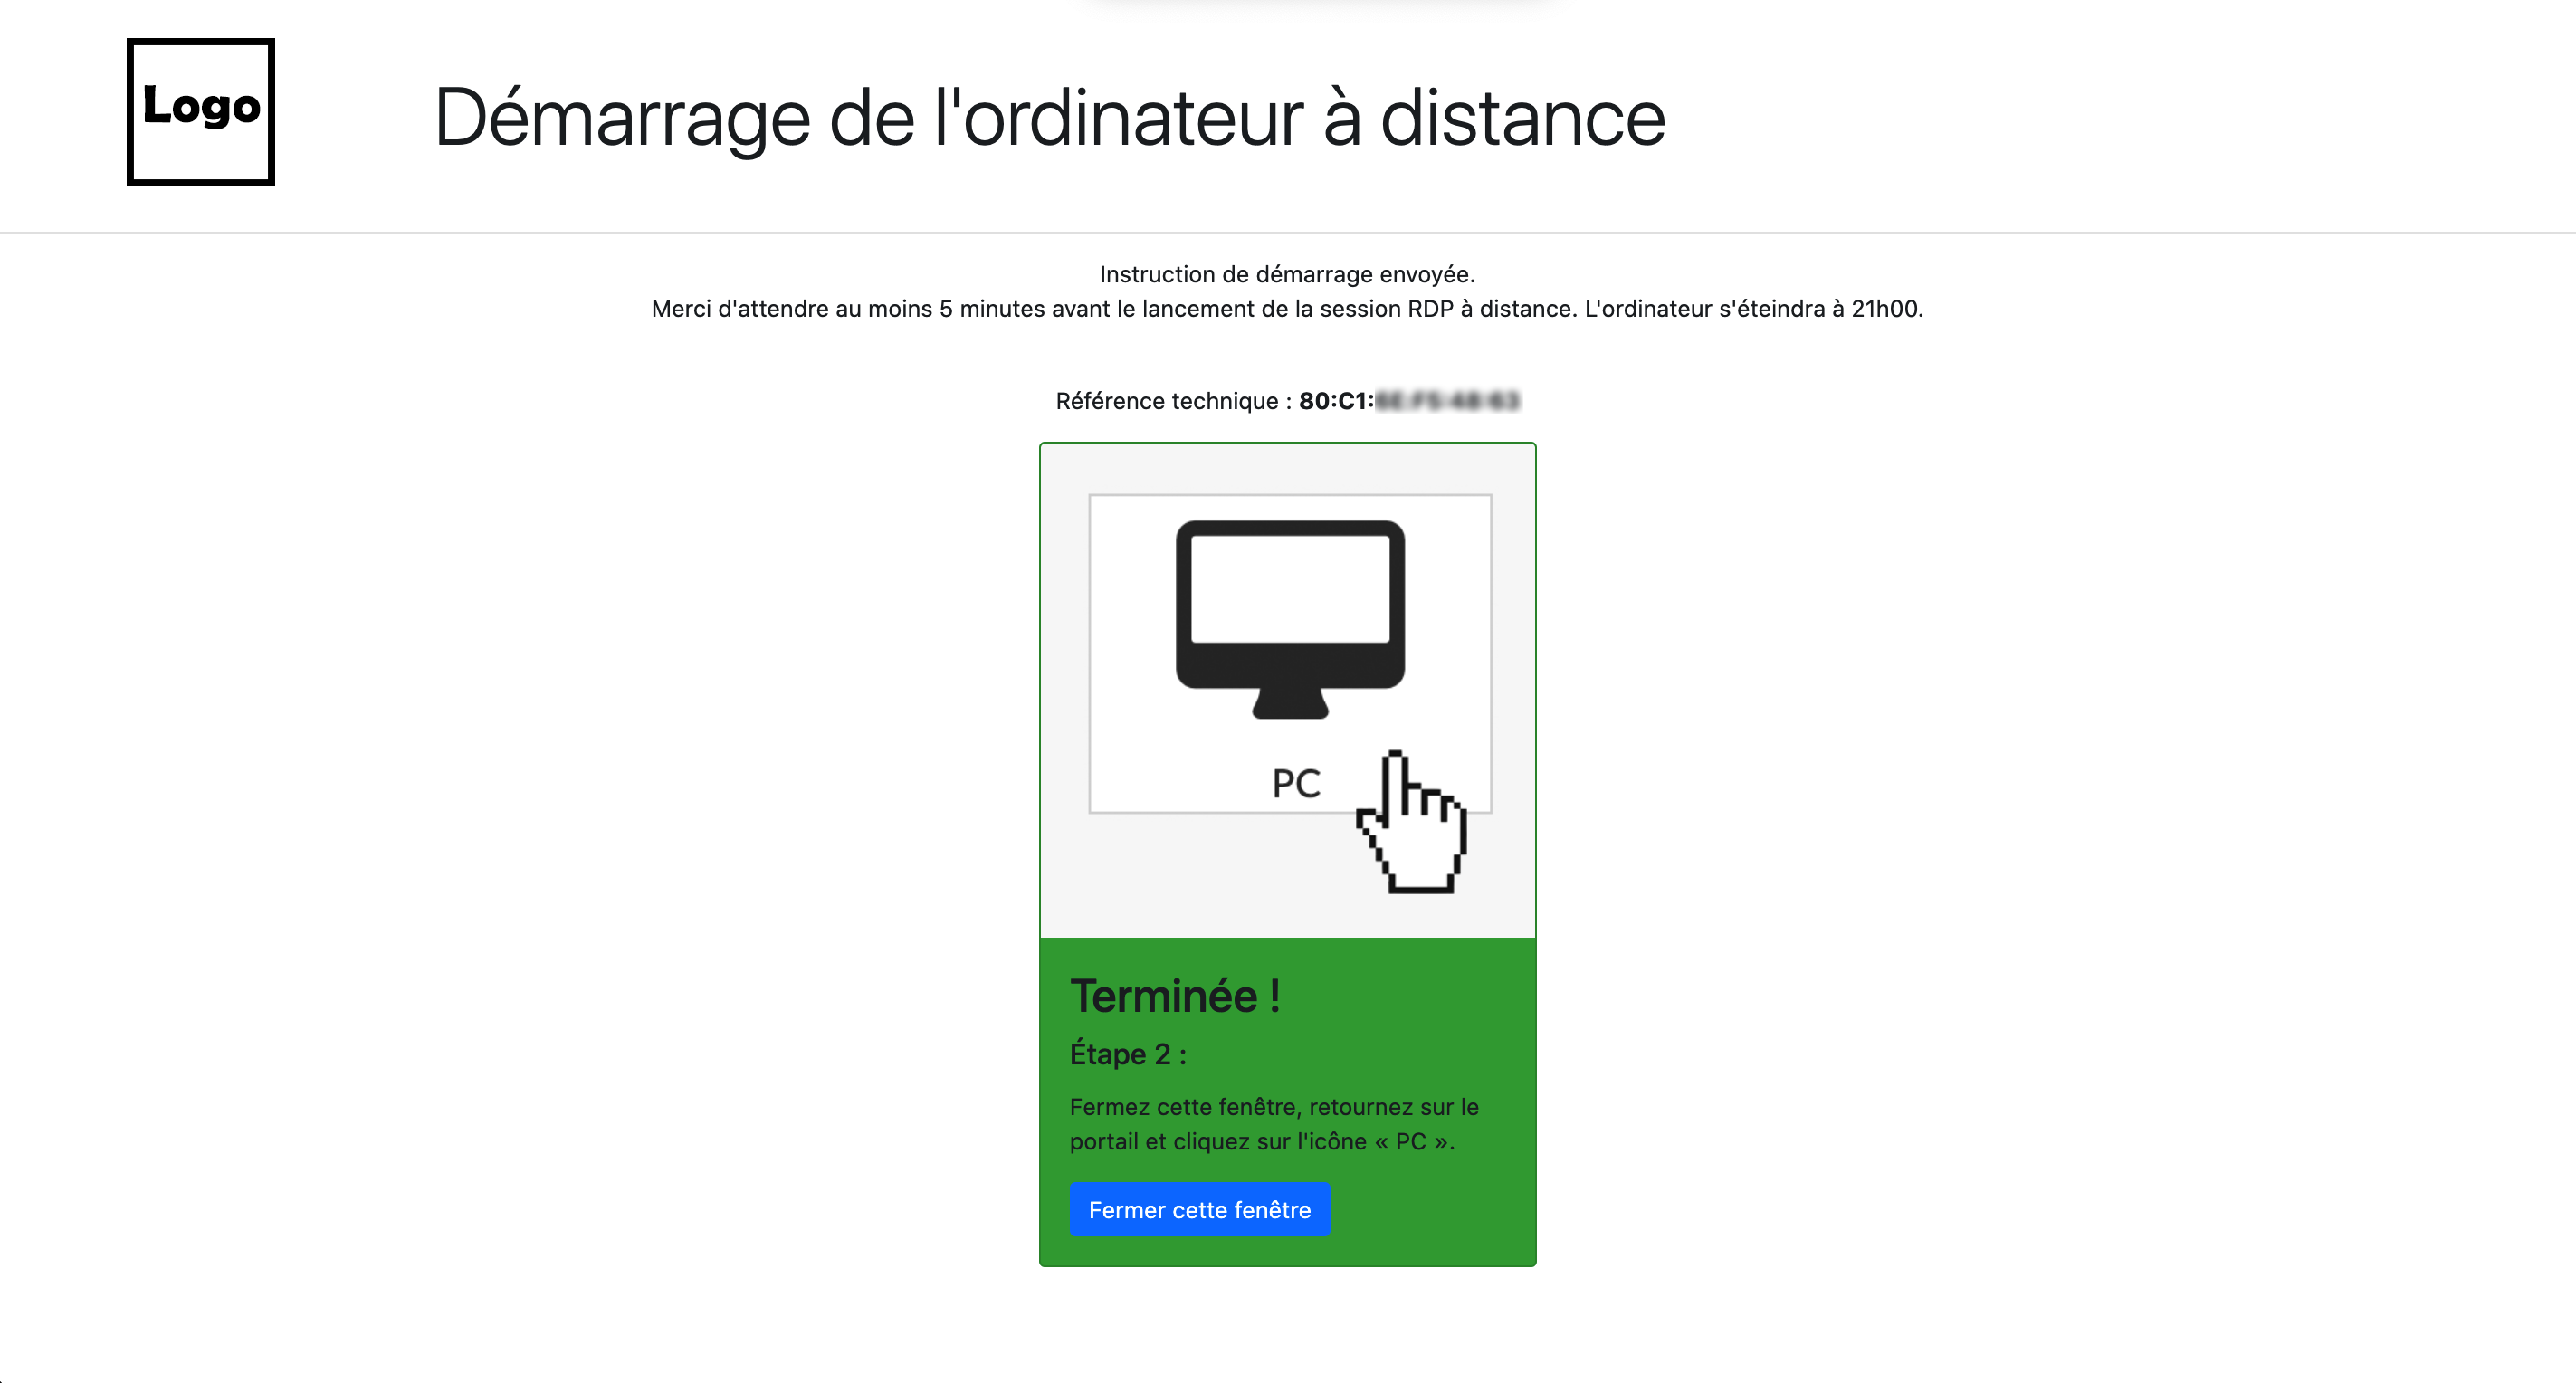 Logo
Démarrage de l'ordinateur à distance
Instruction de démarrage envoyée.
Merci d'attendre au moins 5 minutes avant le lancement de la session RDP à distance. L'ordinateur s'éteindra à 21h00.
Référence technique : 80:C1:
PC
Terminée !
Étape 2 :
Fermez cette fenêtre, retournez sur le
portail et cliquez sur l'icône « PC ».
Fermer cette fenêtre